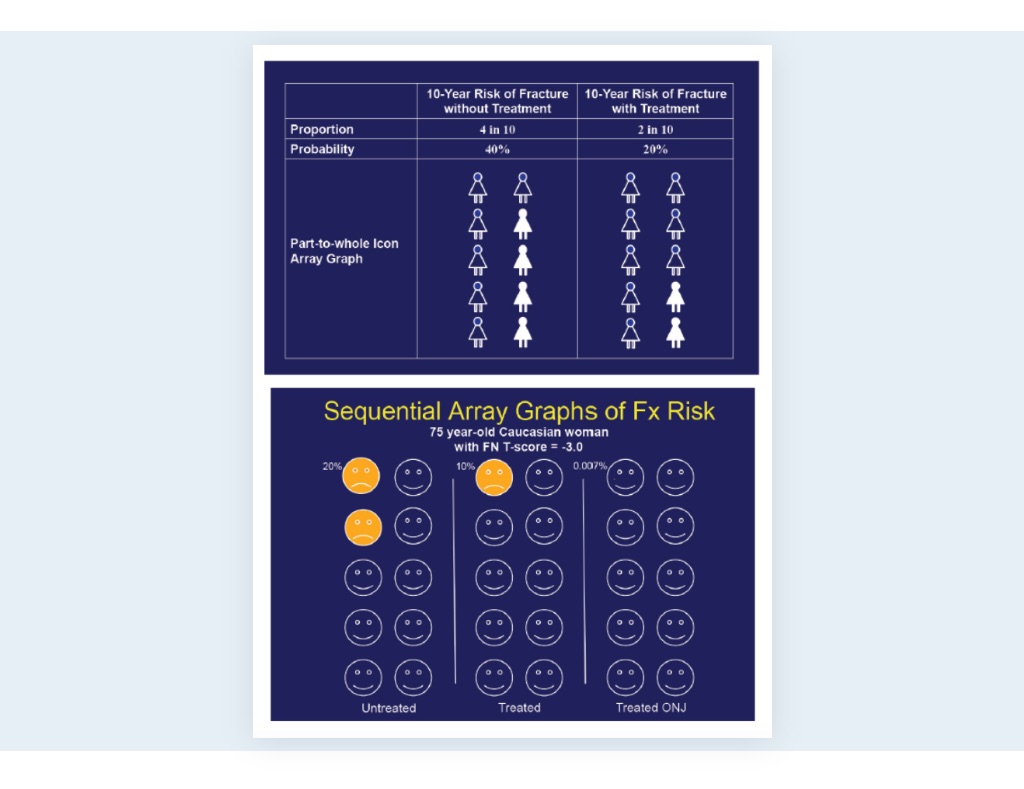 10-Year Risk of Fracture
without Treatment
10-Year Risk of Fracture
with Treatment
Proportion
4 in 10
2 in 10
Probability
40%
20%
Part-to-whole Icon
Array Graph
Sequential Array Graphs of Fx Risk
75 year-old Caucasian woman
with FN T-score = -3.0
20%
10%
0.007%
Untreated
Treated
Treated ONJ